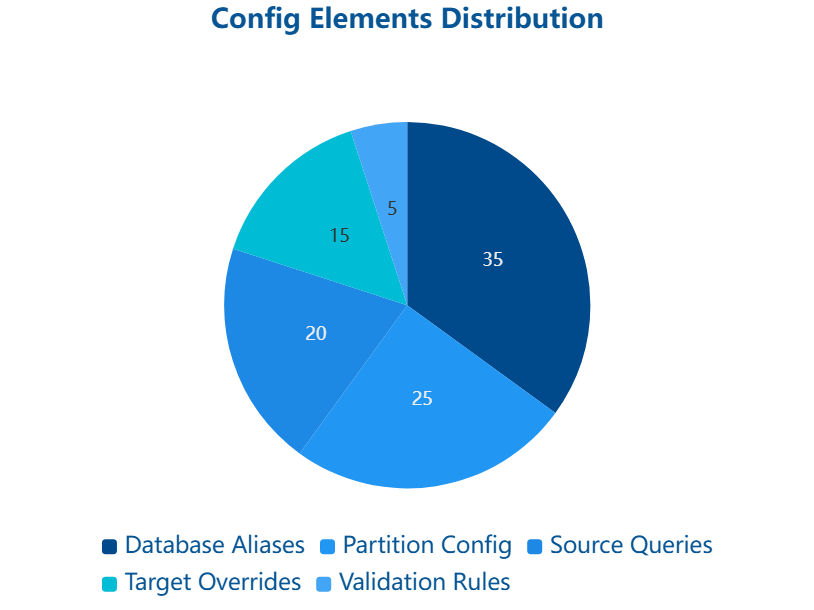 Config Elements Distribution
5
15
35
20
25
Database Aliases Partition Config Source Queries
Target Overrides Validation Rules